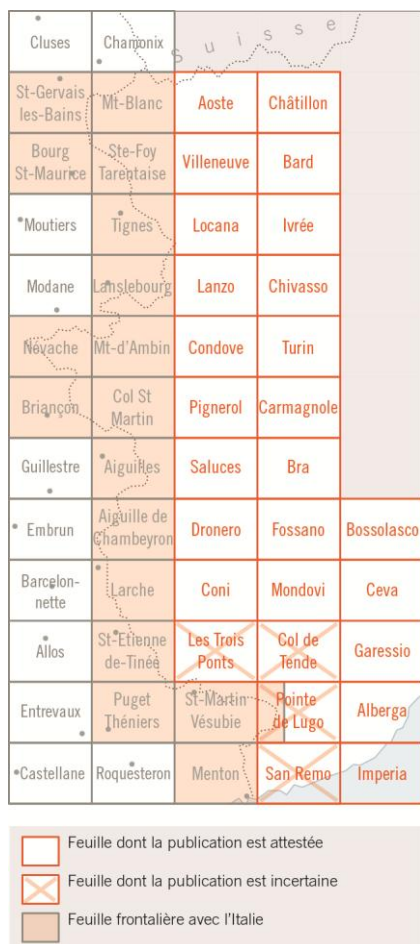 Suisse
Cluses
Chamonix
St-Gervais
les-Bains
Mt-Blanc
Aoste
Châtillon
Bourg
St-Maurice
Ste-Foy
Tarentaise
Villeneuve
Bard
Moutiers
Tignes
Locana
Ivrée
Modane
Lanslebourg
Lanzo
Chivasso
Névache
Mt-d'Ambin
Condove
Turin
Briançon
Col St
Martin
Pignerol
Carmagnole
Guillestre
Aiguilles
Saluces
Bra
Embrun
Aiguille de
Chambeyron
Dronero
Fossano
Bossolasco
Barcelon-
nette
Larche
Coni
Mondovi
Ceva
Allos
St-Etienne
de-Tinée
Les Trois
Ponts
Col de
Tende
Garessio
Entrevaux
Puget
Théniers
St-Martin
Vésubie
Pointe
de Lugo
Alberga
Castellane
Roquesteron
Menton
San Remo
Imperia
Feuille dont la publication est attestée
Feuille dont la publication est incertaine
Feuille frontalière avec l'Italie